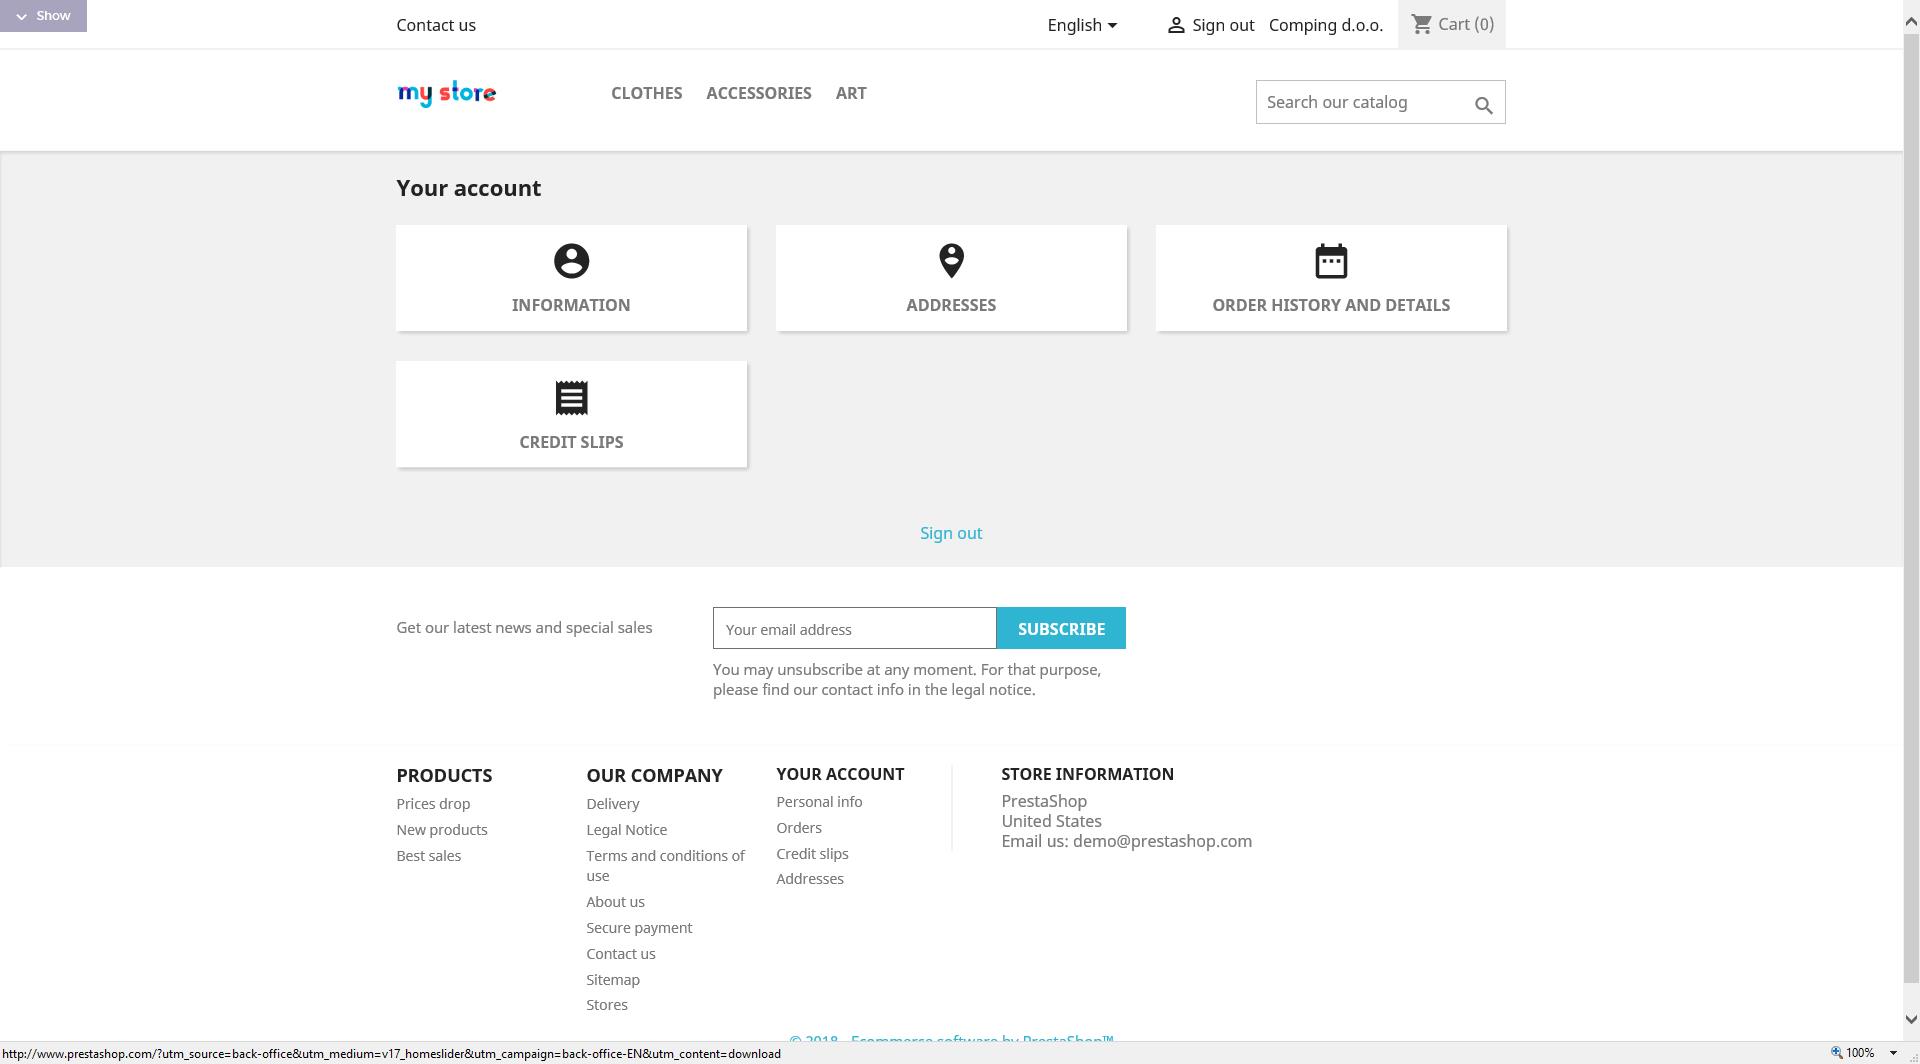 Show
Contact us
English
Sign out
Comping d.o.o.
Cart (0)
my store
CLOTHES
ACCESSORIES
ART
Search our catalog
Your account
INFORMATION
ADDRESSES
ORDER HISTORY AND DETAILS
CREDIT SLIPS
Sign out
Get our latest news and special sales
Your email address
SUBSCRIBE
You may unsubscribe at any moment. For that purpose,
please find our contact info in the legal notice.
PRODUCTS
Prices drop
New products
Best sales
OUR COMPANY
Delivery
Legal Notice
Terms and conditions of
use
About us
Secure payment
Contact us
Sitemap
Stores
YOUR ACCOUNT
Personal info
Orders
Credit slips
Addresses
STORE INFORMATION
PrestaShop
United States
Email us: demo@prestashop.com
© 2018 - Ecommerce software by PrestaShop™
http://www.prestashop.com/?utm_source=back-office&utm_medium=v17_homeslider&utm_campaign=back-office-EN&utm_content=download
100%